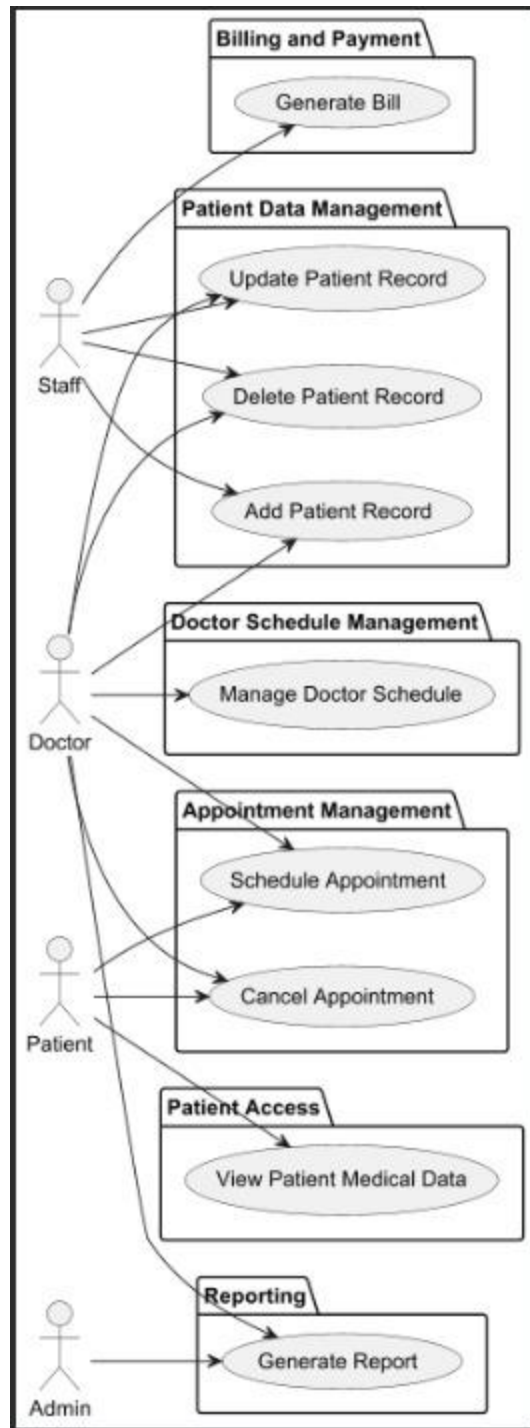 Billing and Payment
Generate Bill
Patient Data Management
Update Patient Record
Staff
Delete Patient Record
Add Patient Record
Doctor Schedule Management
Manage Doctor Schedule
Doctor
Appointment Management
Schedule Appointment
Patient
Cancel Appointment
Patient Access
View Patient Medical Data
Reporting
Generate Report
Admin